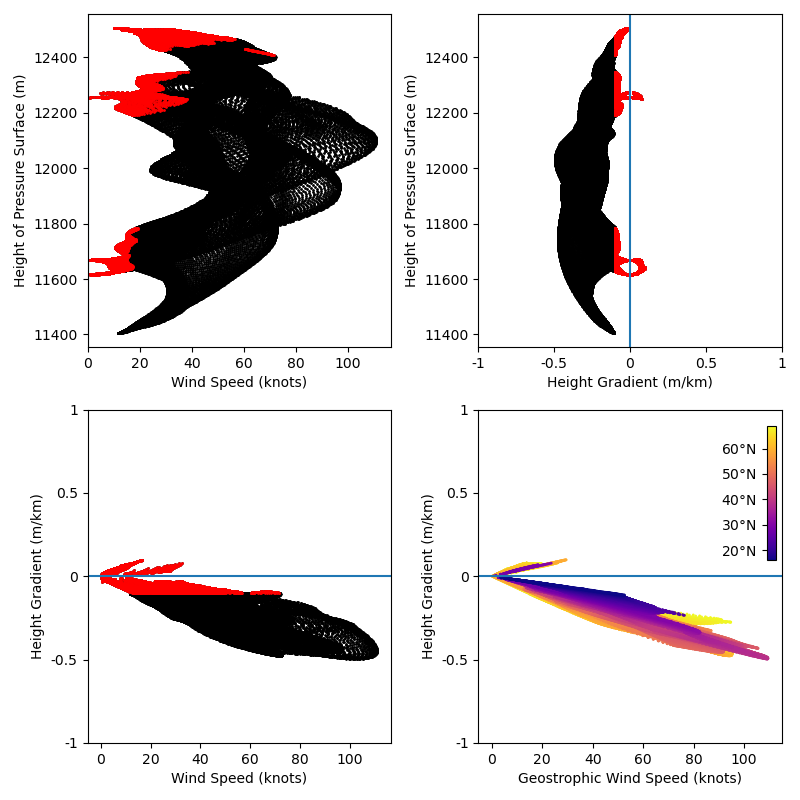 12400
12200
12000
11800
11600
11400
Height of Pressure Surface (m)
0 20 40 60 80 100
Wind Speed (knots)
12400
12200
12000
11800
11600
11400
Height of Pressure Surface (m)
-1 -0.5 0 0.5 1
Height Gradient (m/km)
1
0.5
0
-0.5
-1
Height Gradient (m/km)
0 20 40 60 80 100
Wind Speed (knots)
1
0.5
0
-0.5
-1
Height Gradient (m/km)
60°N
50°N
40°N
30°N
20°N
0 20 40 60 80 100
Geostrophic Wind Speed (knots)